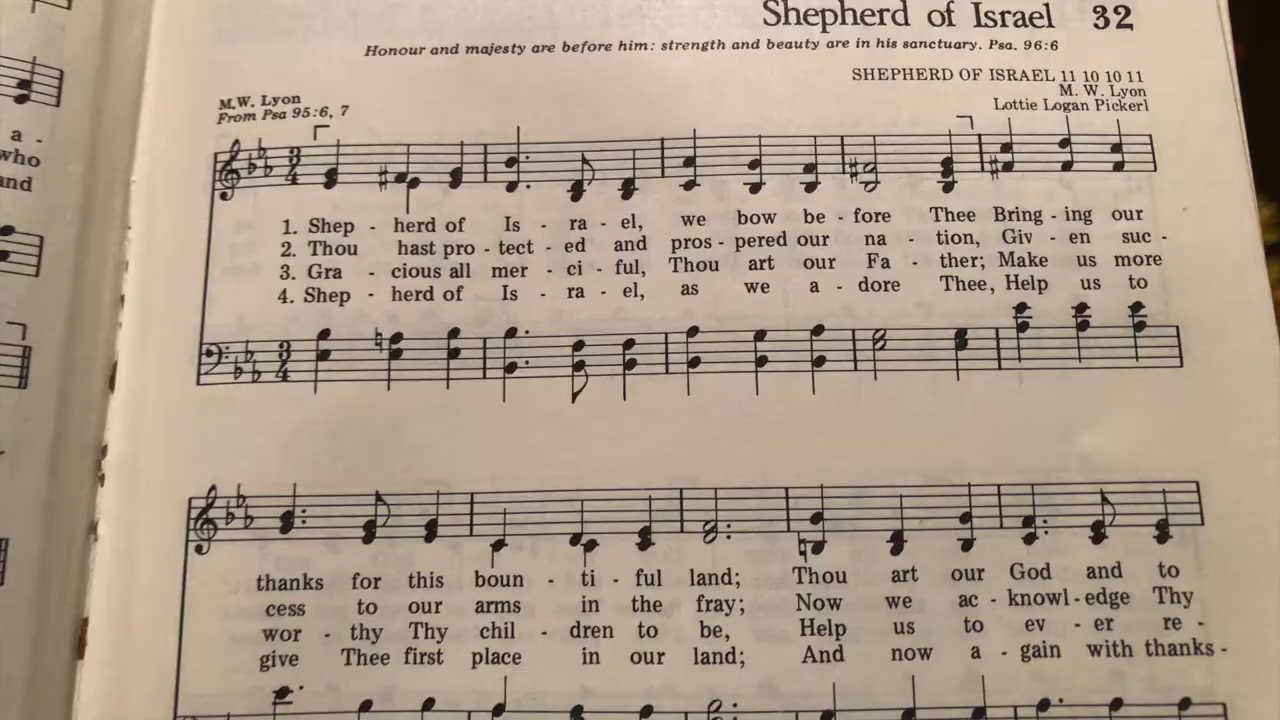 Shepherd of Israel 32
Honour and majesty are before him: strength and beauty are in his sanctuary. Psa. 96:6
SHEPHERD OF ISRAEL 11 10 10 11
M.W. Lyon
M. W. Lyon
From Psa 95:6, 7
Lottie Logan Pickerl
a -
who
and
3 4
1. Shep - herd of Is - ra - el, we bow be - fore Thee Bring - ing our
2. Thou hast pro - tect - ed and pros - pered our na - tion, Giv - en suc -
3. Gra - cious all mer - ci - ful, Thou art our Fa - ther; Make us more
4. Shep - herd of Is - ra - el, as we a - dore Thee, Help us to
3 4
thanks for this boun - ti - ful land; Thou art our God and to
cess to our arms in the fray; Now we ac - knowl - edge Thy
wor - thy Thy chil - dren to be, Help us to ev - er re -
give Thee first place in our land; And now a - gain with thanks -